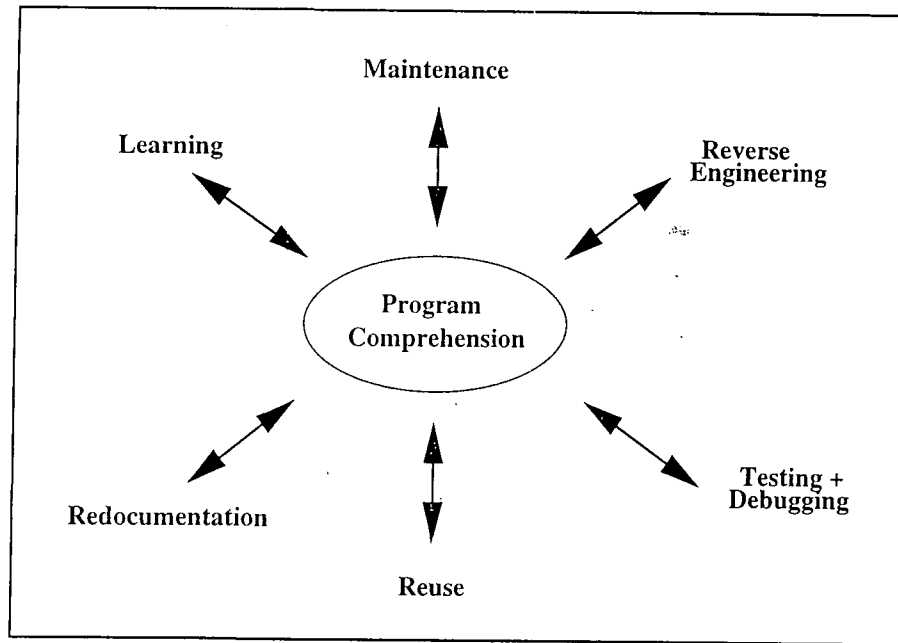 Maintenance
Learning
Reverse
Engineering
Program
Comprehension
Redocumentation
Testing +
Debugging
Reuse